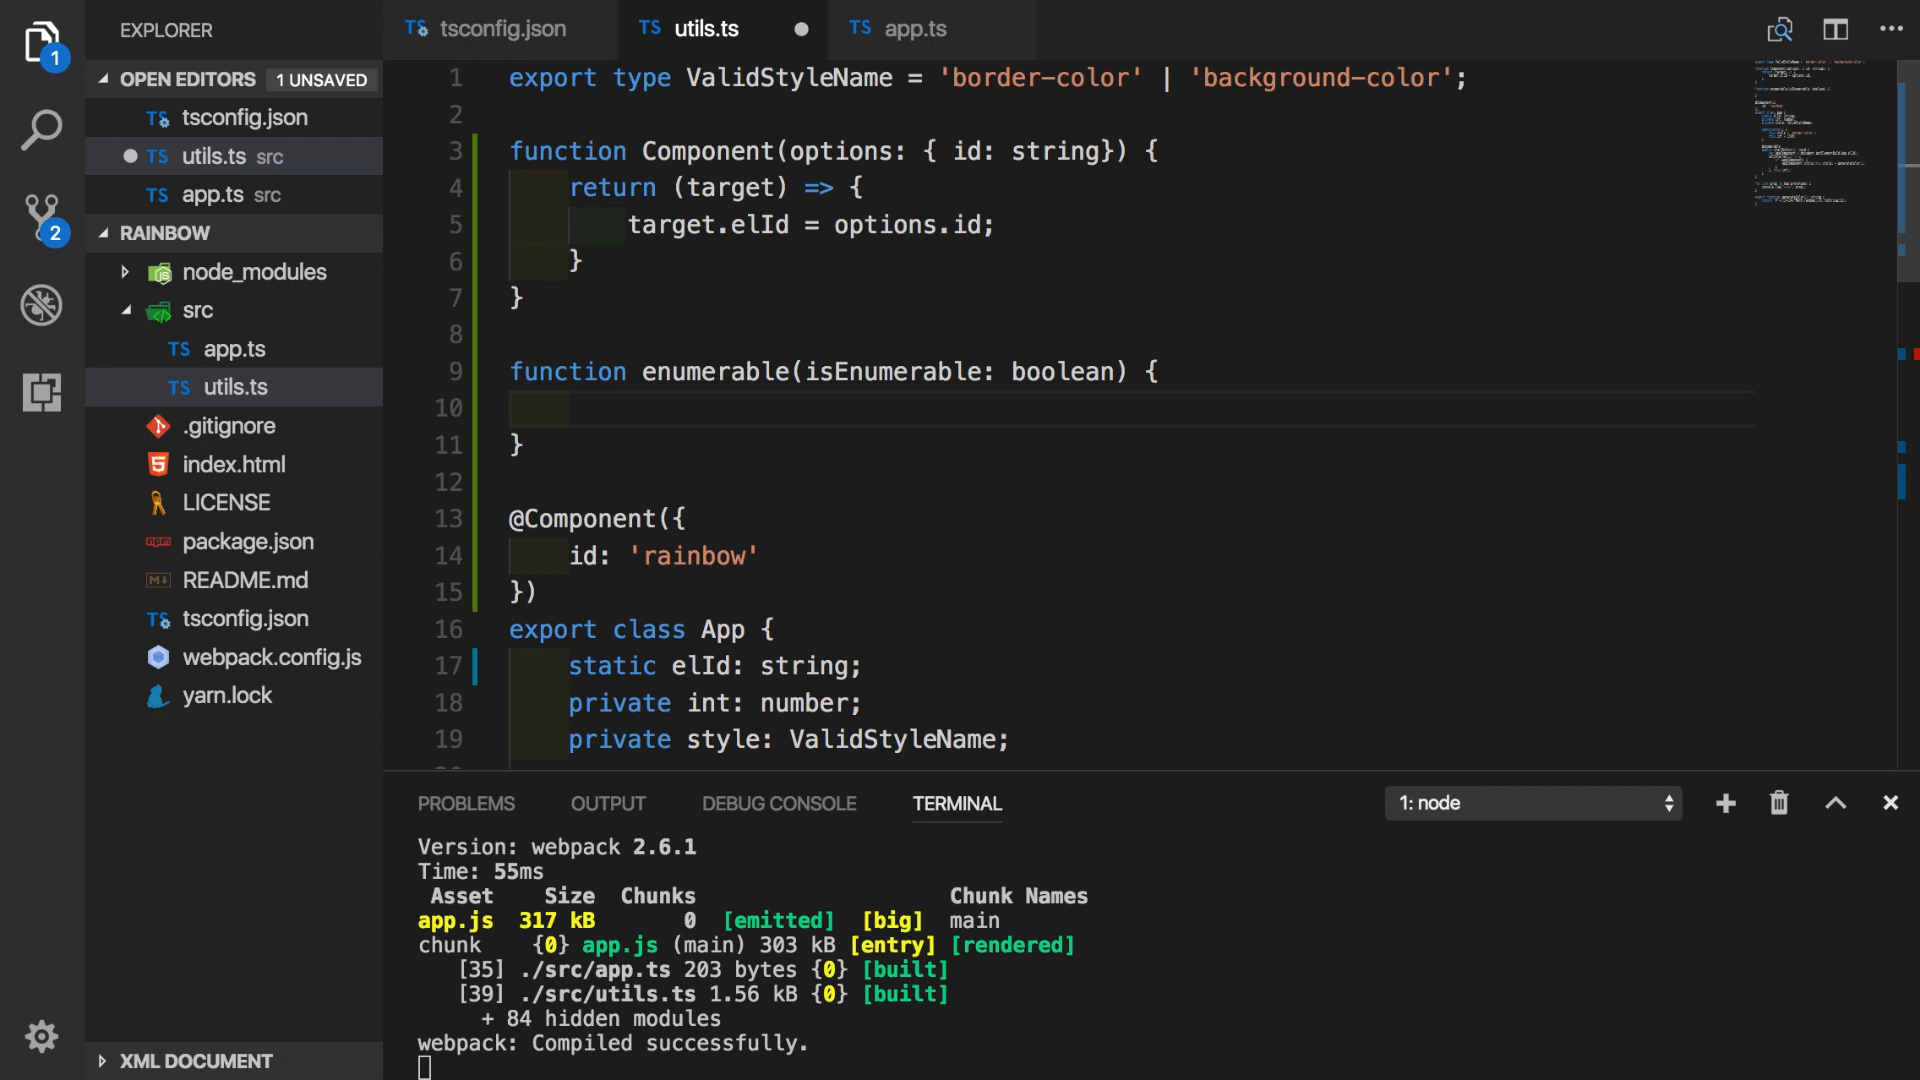 EXPLORER
OPEN EDITORS 1 UNSAVED
TS tsconfig.json
TS utils.ts src
TS app.ts src
RAINBOW
node_modules
src
TS app.ts
TS utils.ts
.gitignore
index.html
LICENSE
package.json
M↓ README.md
TS tsconfig.json
webpack.config.js
yarn.lock
XML DOCUMENT
1
2
TS tsconfig.json
TS utils.ts
TS app.ts
1 export type ValidStyleName = 'border-color' | 'background-color';
2
3 function Component(options: { id: string}) {
4 return (target) => {
5 target.elId = options.id;
6 }
7 }
8
9 function enumerable(isEnumerable: boolean) {
10
11 }
12
13 @Component({
14 id: 'rainbow'
15 })
16 export class App {
17 static elId: string;
18 private int: number;
19 private style: ValidStyleName;
PROBLEMS OUTPUT DEBUG CONSOLE TERMINAL 1: node
Version: webpack 2.6.1
Time: 55ms
Asset Size Chunks Chunk Names
app.js 317 kB 0 [emitted] [big] main
chunk {0} app.js (main) 303 kB [entry] [rendered]
[35] ./src/app.ts 203 bytes {0} [built]
[39] ./src/utils.ts 1.56 kB {0} [built]
+ 84 hidden modules
webpack: Compiled successfully.